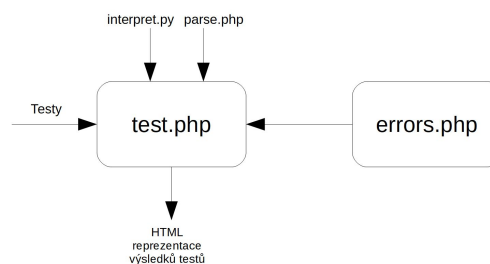 interpret.py parse.php
Testy
test.php
errors.php
HTML
reprezentace
výsledků testů